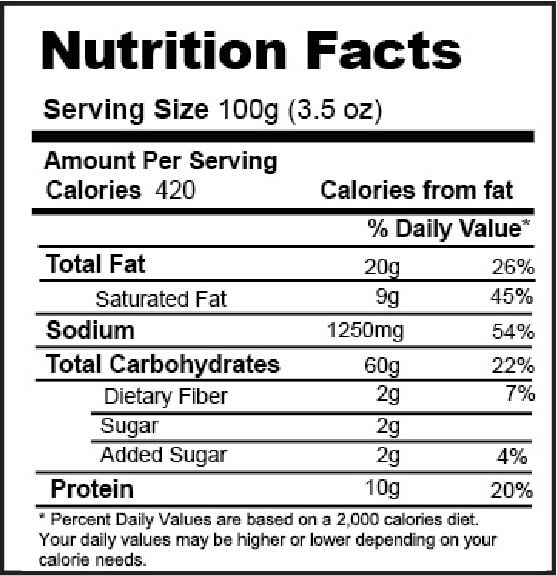 Nutrition Facts
Serving Size 100g (3.5 oz)
Amount Per Serving
Calories 420 Calories from fat
% Daily Value*
Total Fat 20g 26%
Saturated Fat 9g 45%
Sodium 1250mg 54%
Total Carbohydrates 60g 22%
Dietary Fiber 2g 7%
Sugar 2g
Added Sugar 2g 4%
Protein 10g 20%
* Percent Daily Values are based on a 2,000 calories diet.
Your daily values may be higher or lower depending on your
calorie needs.